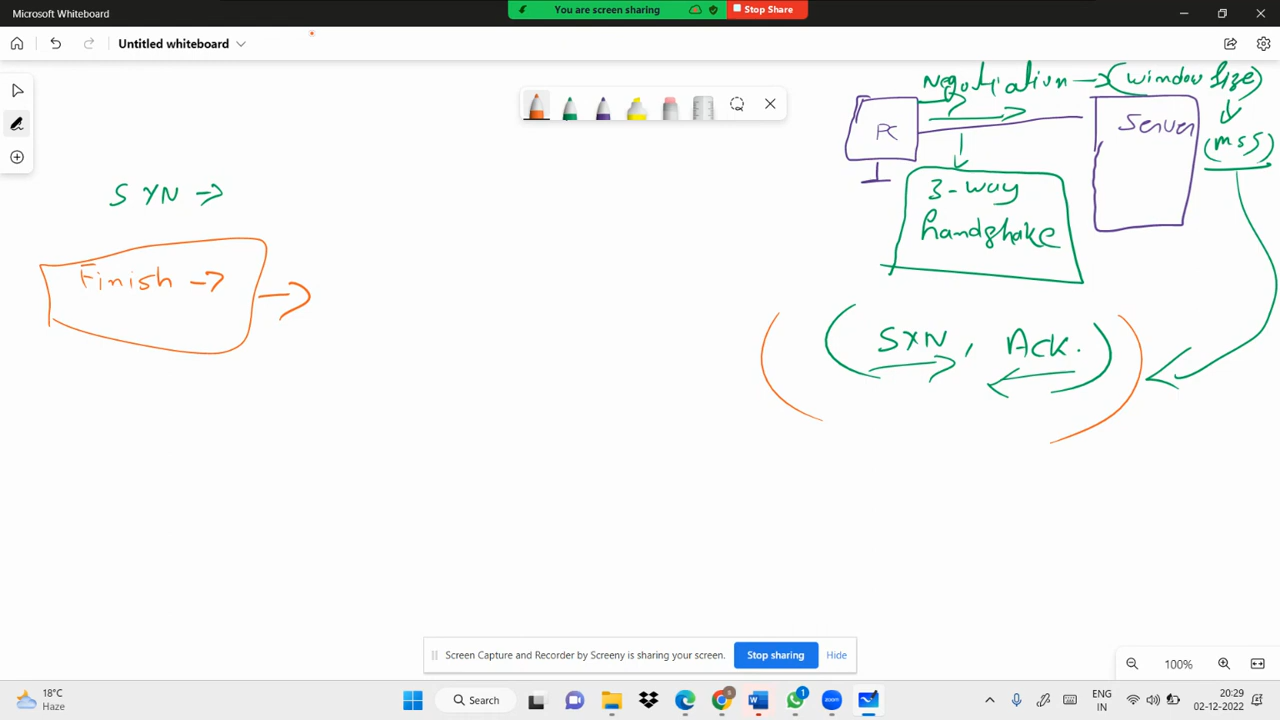 Microsoft Whiteboard
You are screen sharing
Stop Share
Untitled whiteboard
Negotiation → (window size)
PC
Server
(MSS)
3-way
handshake
SYN →
Finish →
(SYN, Ack.)
Screen Capture and Recorder by Screeny is sharing your screen.
Stop sharing
Hide
100%
18°C
Haze
Search
zoom
1
ENG
IN
20:29
02-12-2022